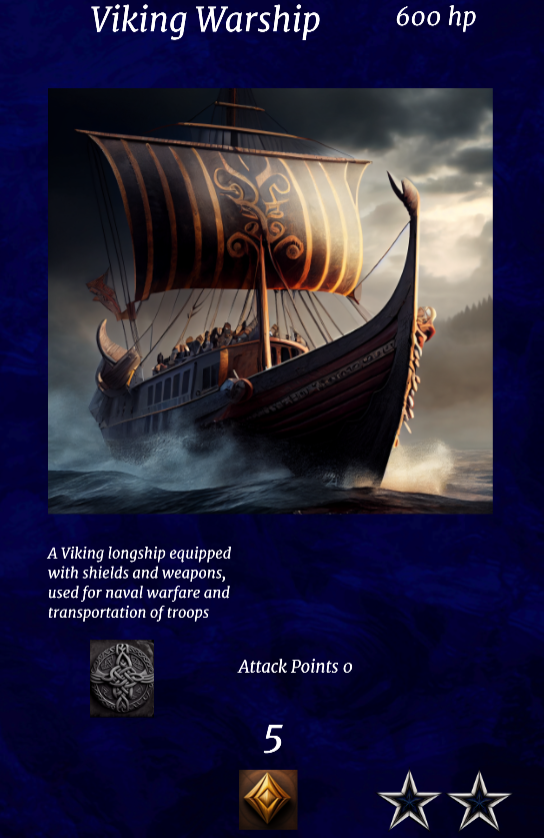 Viking Warship
600 hp
A Viking longship equipped
with shields and weapons,
used for naval warfare and
transportation of troops
Attack Points 0
5